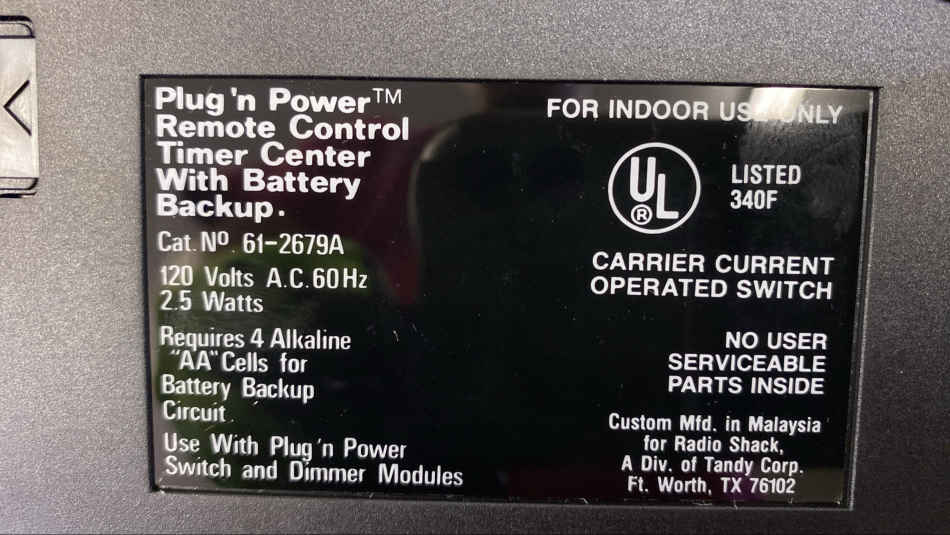 Plug 'n Power™
Remote Control
Timer Center
With Battery
Backup.
Cat. Nº. 61-2679A
120 Volts A.C. 60Hz
2.5 Watts
Requires 4 Alkaline
"AA" Cells for
Battery Backup
Circuit.
Use With Plug 'n Power
Switch and Dimmer Modules
FOR INDOOR USE ONLY
UL®
LISTED
340F
CARRIER CURRENT
OPERATED SWITCH
NO USER
SERVICEABLE
PARTS INSIDE
Custom Mfd. in Malaysia
for Radio Shack,
A Div. of Tandy Corp.
Ft. Worth, TX 76102